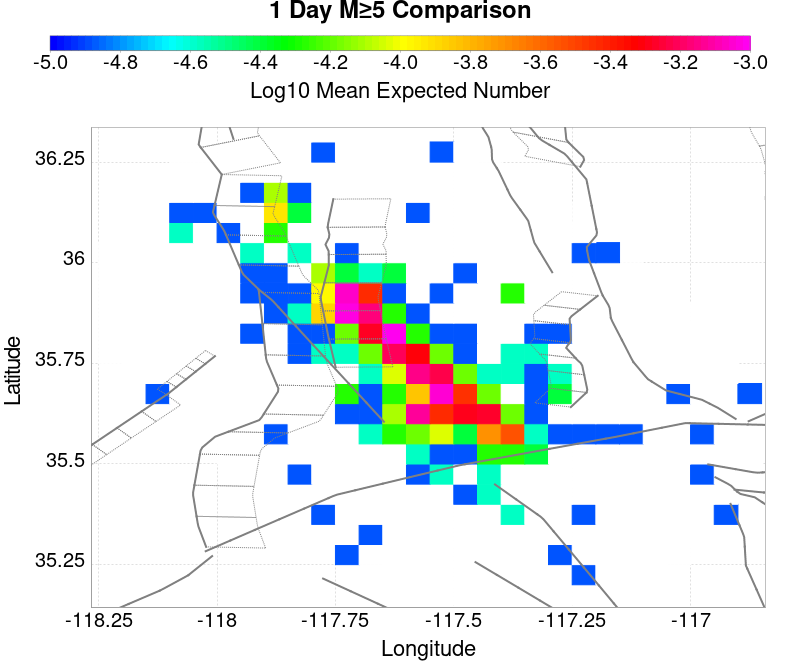 1 Day M≥5 Comparison
-5.0 -4.8 -4.6 -4.4 -4.2 -4.0 -3.8 -3.6 -3.4 -3.2 -3.0
Log10 Mean Expected Number
36.25
36
35.75
35.5
35.25
Latitude
-118.25 -118 -117.75 -117.5 -117.25 -117
Longitude